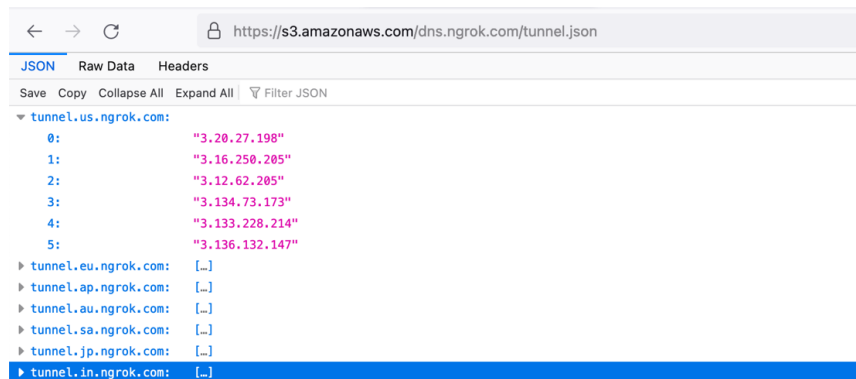 https://s3.amazonaws.com/dns.ngrok.com/tunnel.json
JSON Raw Data Headers
Save Copy Collapse All Expand All Filter JSON
tunnel.us.ngrok.com:
0: "3.20.27.198"
1: "3.16.250.205"
2: "3.12.62.205"
3: "3.134.73.173"
4: "3.133.228.214"
5: "3.136.132.147"
tunnel.eu.ngrok.com: […]
tunnel.ap.ngrok.com: […]
tunnel.au.ngrok.com: […]
tunnel.sa.ngrok.com: […]
tunnel.jp.ngrok.com: […]
tunnel.in.ngrok.com: […]